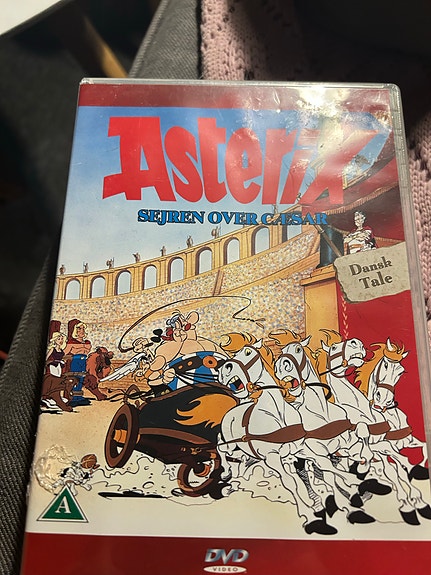 Asterix
SEJREN OVER CÆSAR
Dansk
Tale
A
DVD
VIDEO